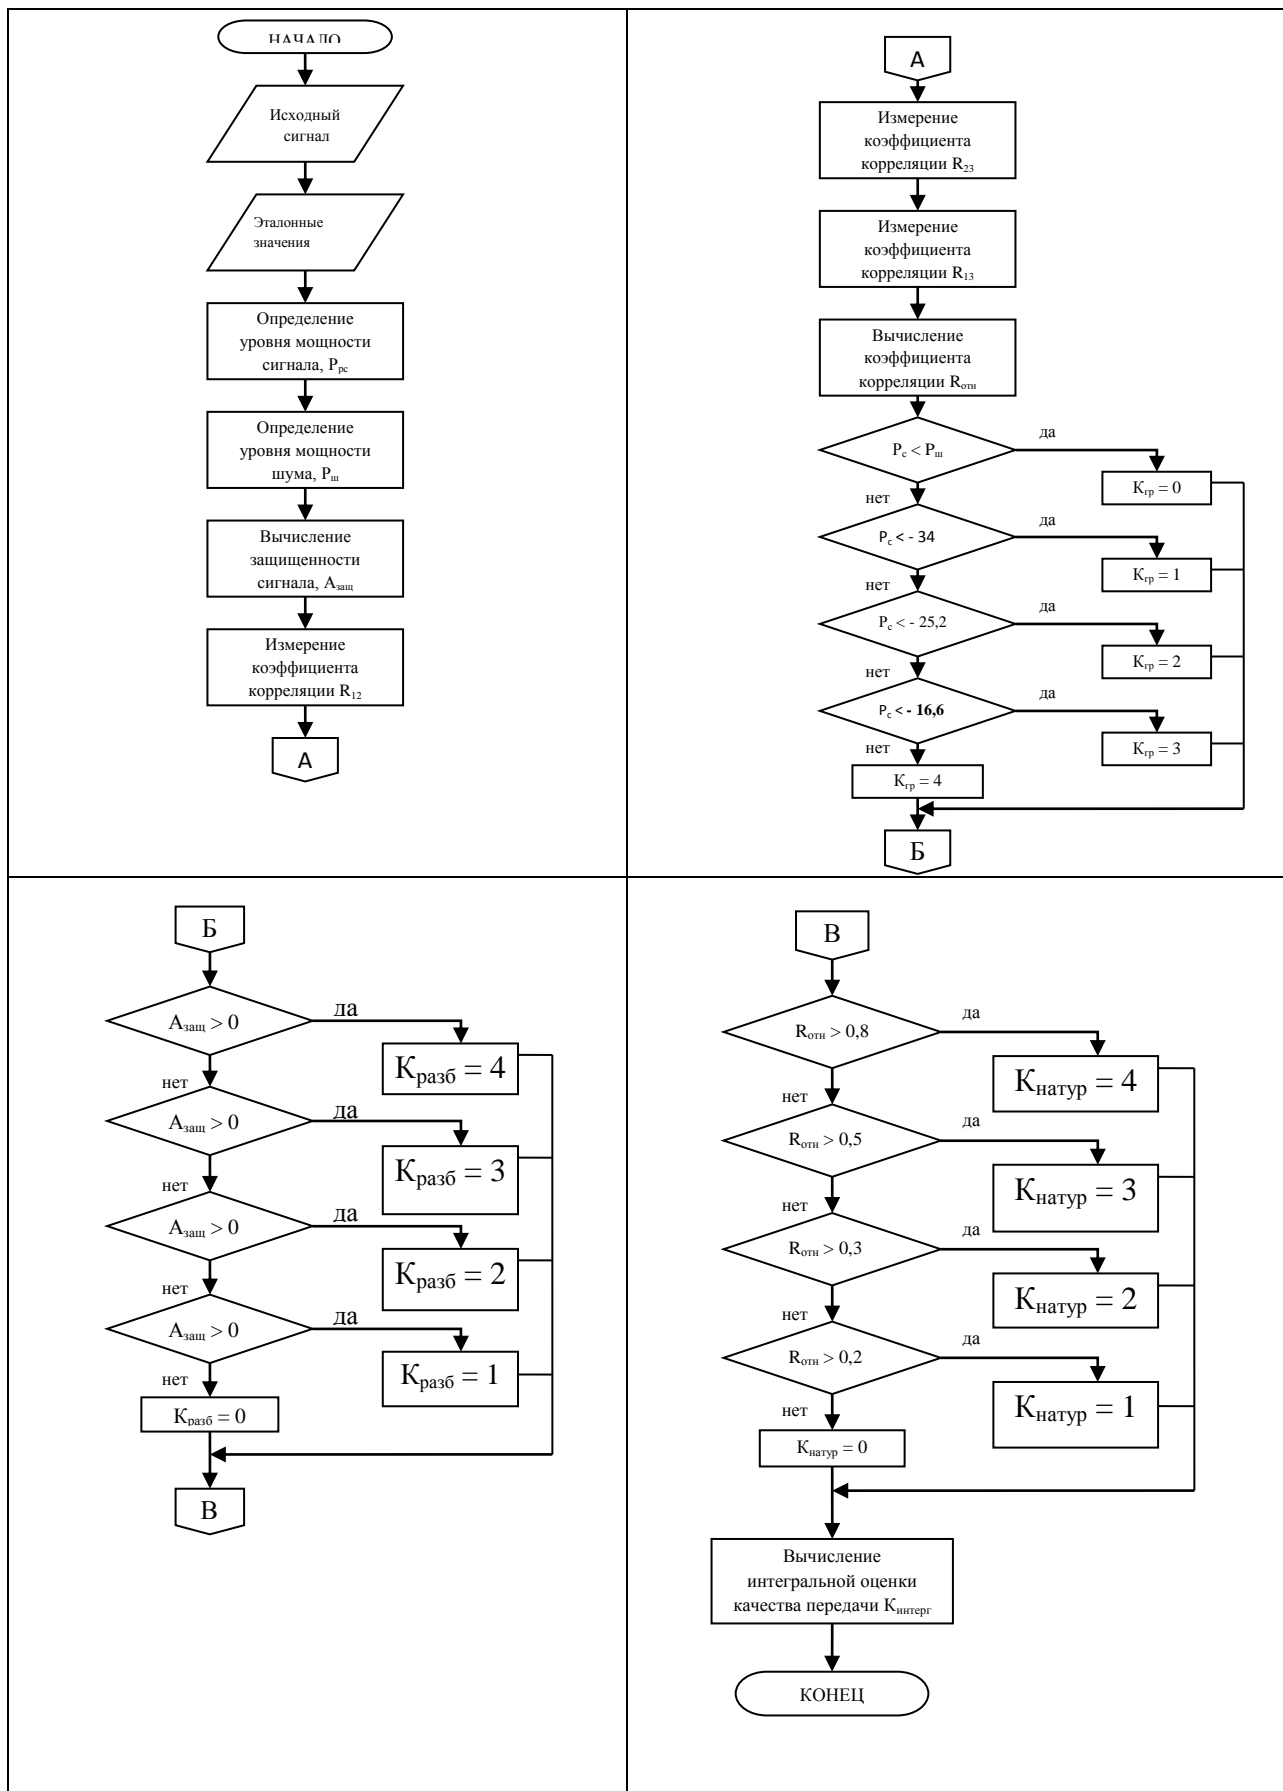 НАЧАЛО
Исходный
сигнал
Эталонные
значения
Определение
уровня мощности
сигнала, Pрс
Определение
уровня мощности
шума, Pш
Вычисление
защищенности
сигнала, Aзащ
Измерение
коэффициента
корреляции R12
А
А
Измерение
коэффициента
корреляции R23
Измерение
коэффициента
корреляции R13
Вычисление
коэффициента
корреляции Rотн
Pс < Pш
да
Kгр = 0
нет
Pс < - 34
да
Kгр = 1
нет
Pс < - 25,2
да
Kгр = 2
нет
Pс < - 16,6
да
Kгр = 3
нет
Kгр = 4
Б
Б
Aзащ > 0
да
Kразб = 4
нет
Aзащ > 0
да
Kразб = 3
нет
Aзащ > 0
да
Kразб = 2
нет
Aзащ > 0
да
Kразб = 1
нет
Kразб = 0
В
В
Rотн > 0,8
да
Kнатур = 4
нет
Rотн > 0,5
да
Kнатур = 3
нет
Rотн > 0,3
да
Kнатур = 2
нет
Rотн > 0,2
да
Kнатур = 1
нет
Kнатур = 0
Вычисление
интегральной оценки
качества передачи Kинтерг
КОНЕЦ